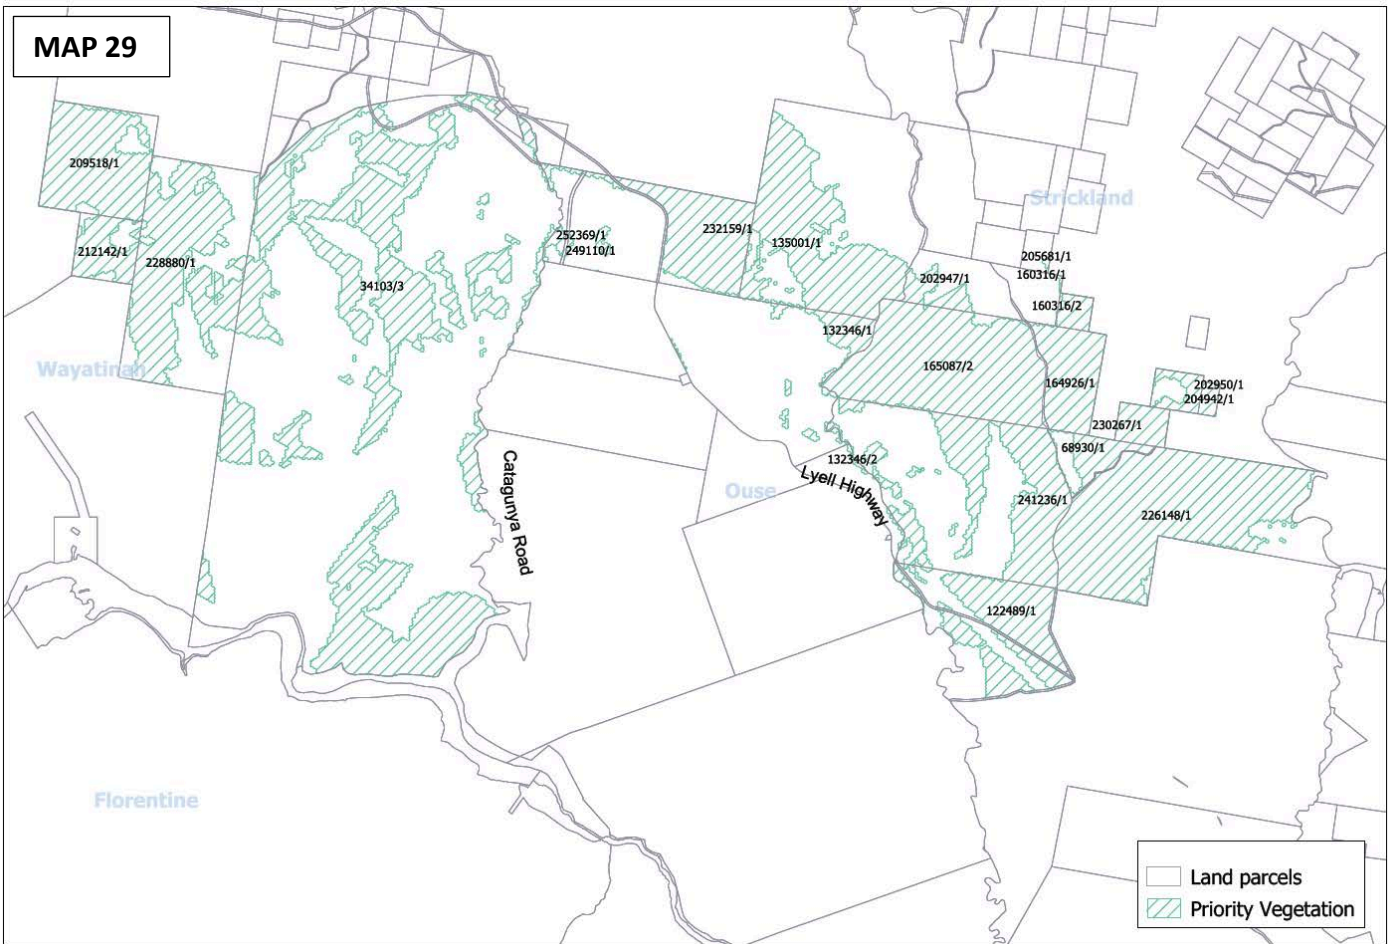 MAP 29
209518/1
212142/1
228880/1
34103/3
252369/1
249110/1
232159/1
135001/1
Strickland
205681/1
160316/1
202947/1
160316/2
132346/1
165087/2
164926/1
202950/1
204942/1
230267/1
68930/1
Wayatinah
132346/2
Lyell Highway
Catagunya Road
Ouse
241236/1
226148/1
122489/1
Florentine
Land parcels
Priority Vegetation